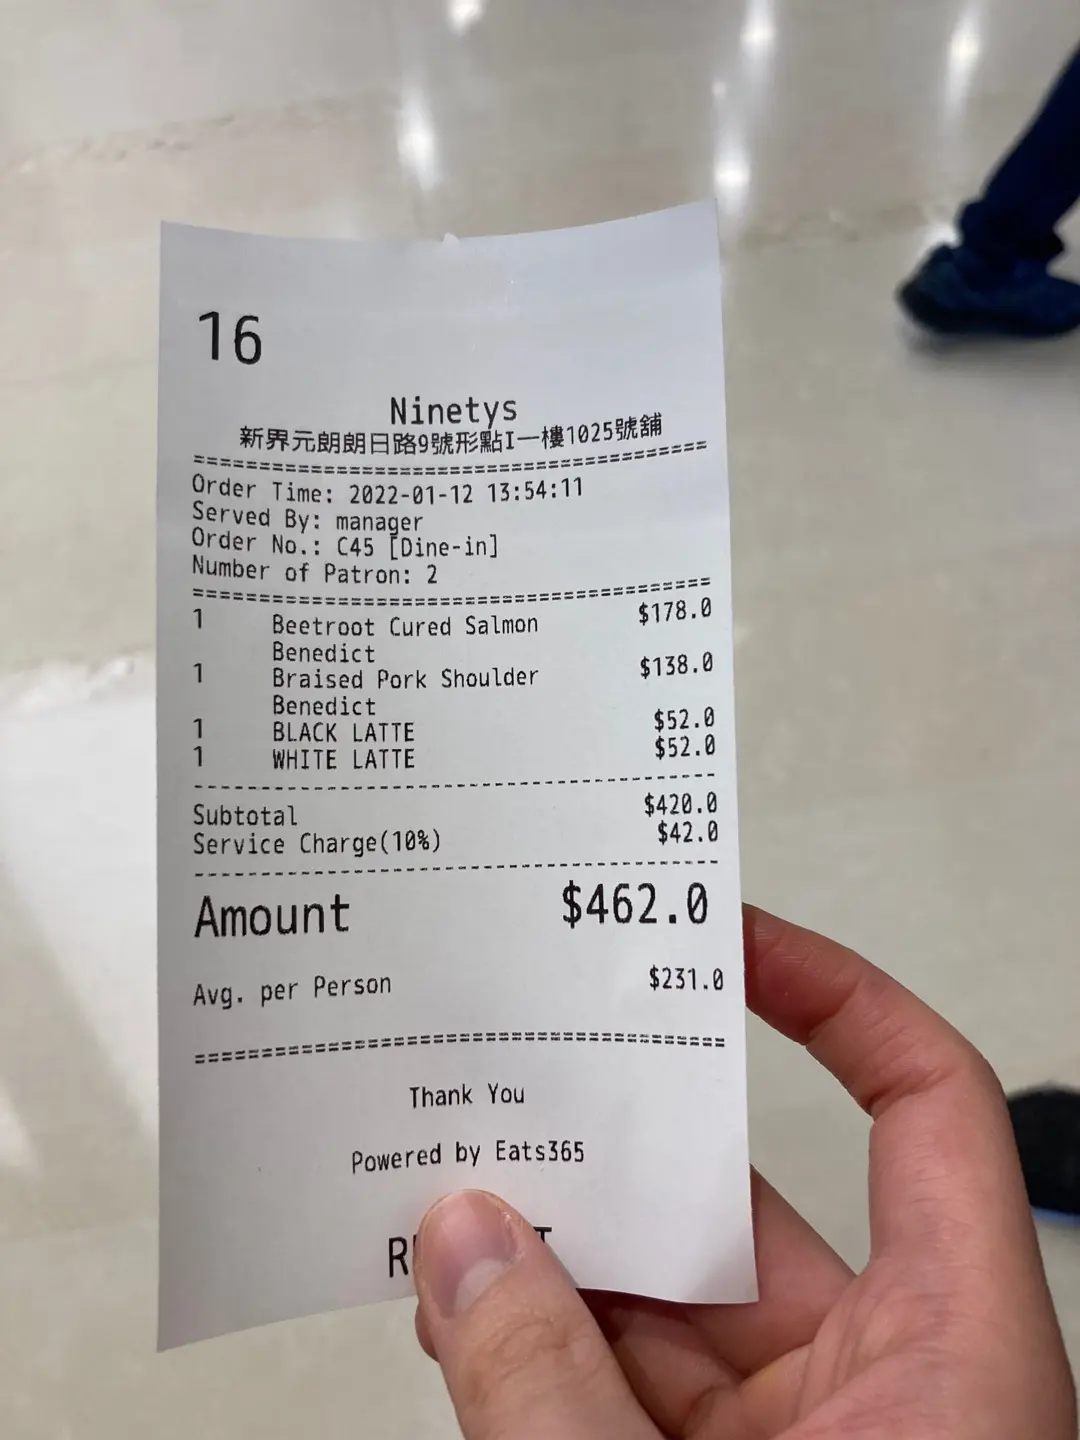 16
Ninetys
新界元朗朗日路9號形點I一樓1025號舖
========================================
Order Time: 2022-01-12 13:54:11
Served By: manager
Order No.: C45 [Dine-in]
Number of Patron: 2
========================================
1 Beetroot Cured Salmon $178.0
Benedict
1 Braised Pork Shoulder $138.0
Benedict
1 BLACK LATTE $52.0
1 WHITE LATTE $52.0
----------------------------------------
Subtotal $420.0
Service Charge(10%) $42.0
----------------------------------------
Amount $462.0
Avg. per Person $231.0
========================================
Thank You
Powered by Eats365